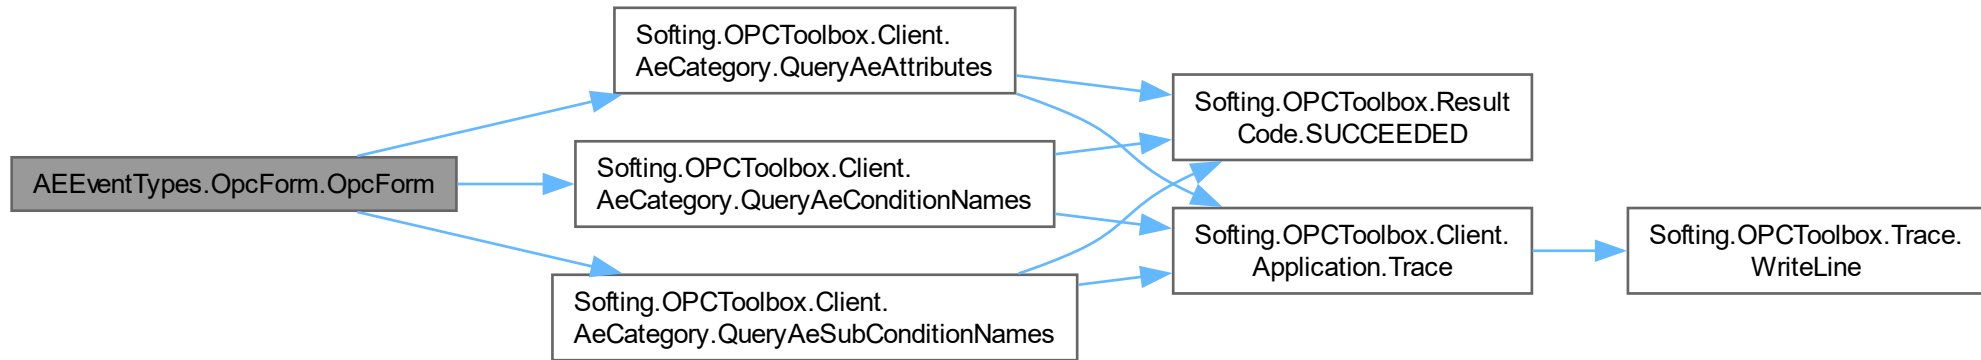 AEEventTypes.OpcForm.OpcForm
Softing.OPCToolbox.Client.
AeCategory.QueryAeAttributes
Softing.OPCToolbox.Client.
AeCategory.QueryAeConditionNames
Softing.OPCToolbox.Client.
AeCategory.QueryAeSubConditionNames
Softing.OPCToolbox.Result
Code.SUCCEEDED
Softing.OPCToolbox.Client.
Application.Trace
Softing.OPCToolbox.Trace.
WriteLine